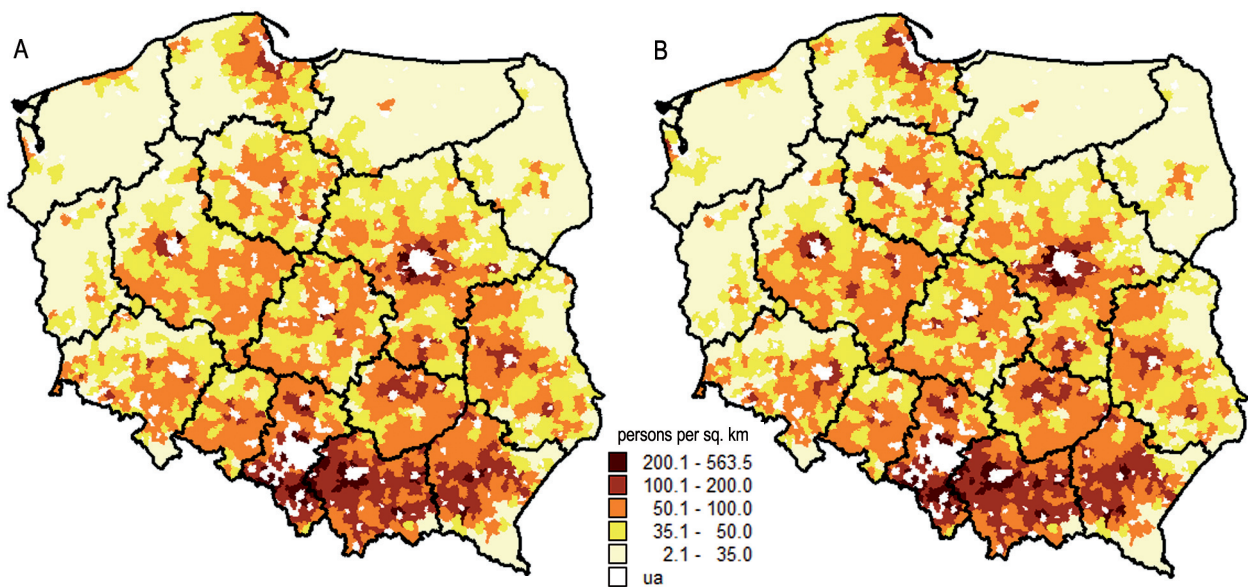 A
B
persons per sq. km
200.1 - 563.5
100.1 - 200.0
50.1 - 100.0
35.1 - 50.0
2.1 - 35.0
ua